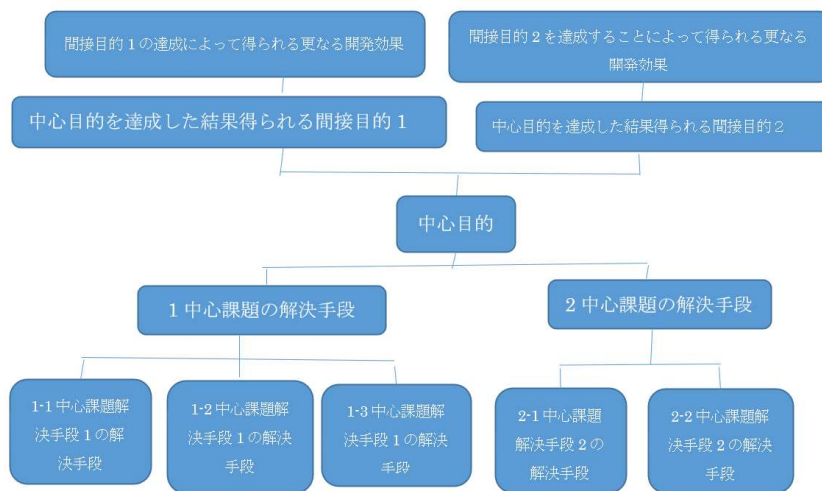 間接目的1の達成によって得られる更なる開発効果
間接目的2を達成することによって得られる更なる
開発効果
中心目的を達成した結果得られる間接目的1
中心目的を達成した結果得られる間接目的2
中心目的
1中心課題の解決手段
2中心課題の解決手段
1-1中心課題解
決手段1の解
決手段
1-2中心課題解
決手段1の解決
手段
1-3中心課題解
決手段1の解決
手段
2-1中心課題
解決手段2の
解決手段
2-2中心課題解
決手段2の解決
手段